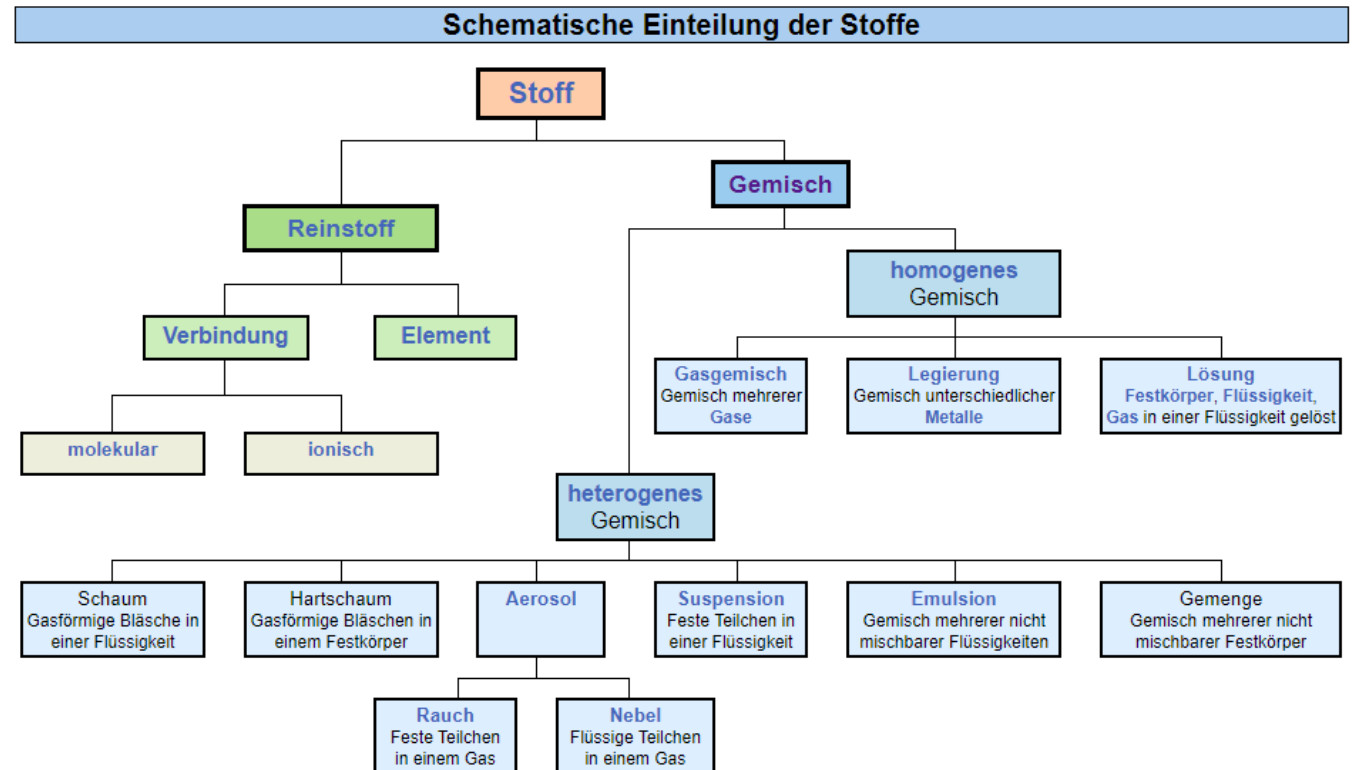 Schematische Einteilung der Stoffe
Stoff
Gemisch
Reinstoff
homogenes
Gemisch
Verbindung
Element
Gasgemisch
Gemisch mehrerer
Gase
Legierung
Gemisch unterschiedlicher
Metalle
Lösung
Festkörper, Flüssigkeit,
Gas in einer Flüssigkeit gelöst
molekular
ionisch
heterogenes
Gemisch
Schaum
Gasförmige Bläsche in
einer Flüssigkeit
Hartschaum
Gasförmige Bläschen in
einem Festkörper
Aerosol
Suspension
Feste Teilchen in
einer Flüssigkeit
Emulsion
Gemisch mehrerer nicht
mischbarer Flüssigkeiten
Gemenge
Gemisch mehrerer nicht
mischbarer Festkörper
Rauch
Feste Teilchen
in einem Gas
Nebel
Flüssige Teilchen
in einem Gas